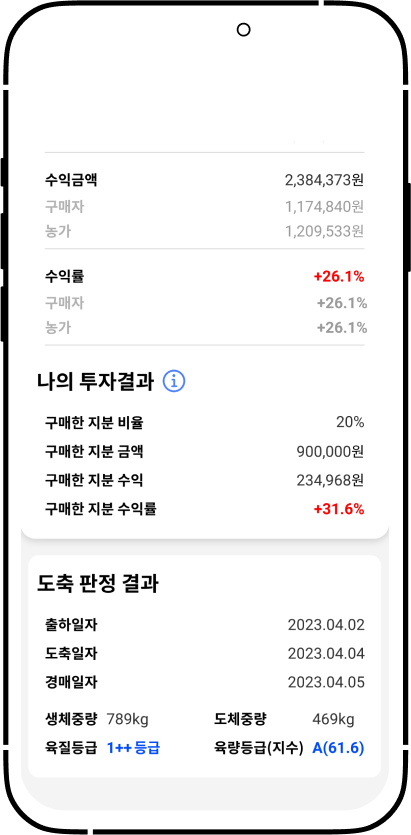 수익금액 2,384,373원
구매자 1,174,840원
농가 1,209,533원
수익률 +26.1%
구매자 +26.1%
농가 +26.1%
나의 투자결과
구매한 지분 비율 20%
구매한 지분 금액 900,000원
구매한 지분 수익 234,968원
구매한 지분 수익률 +31.6%
도축 판정 결과
출하일자 2023.04.02
도축일자 2023.04.04
경매일자 2023.04.05
생체중량 789kg 도체중량 469kg
육질등급 1++ 등급 육량등급(지수) A(61.6)